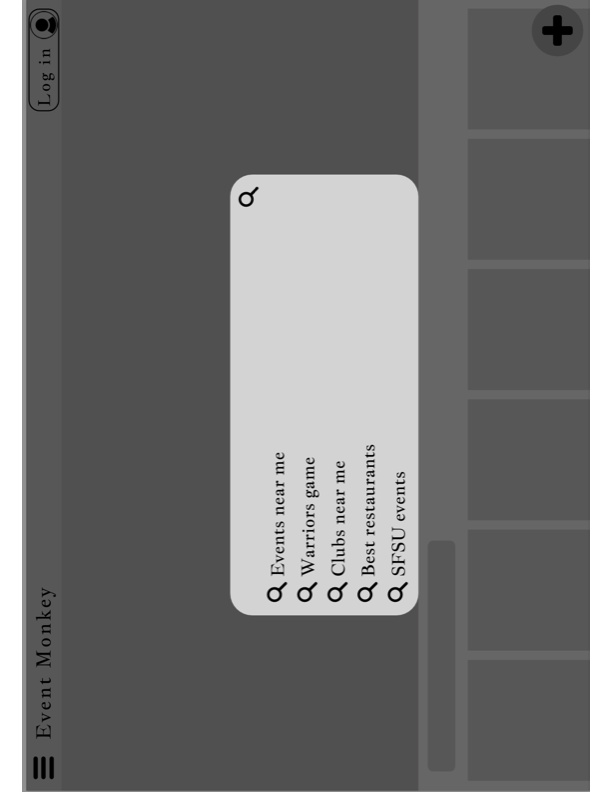 Event Monkey
Log in
Events near me
Warriors game
Clubs near me
Best restaurants
SFSU events